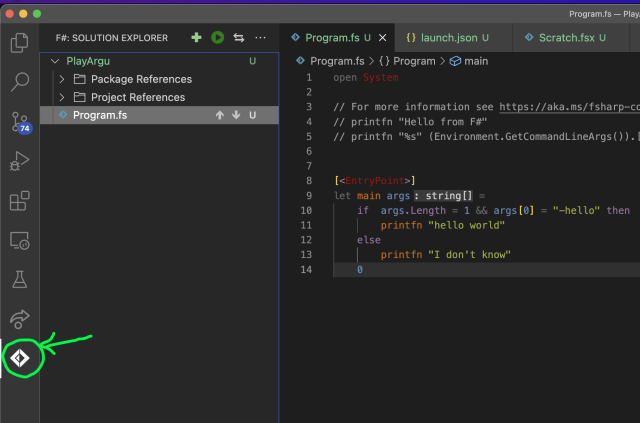 Program.fs — Play
F#: SOLUTION EXPLORER
PlayArgu U
Package References
Project References
Program.fs U
74
Program.fs U
{} launch.json U
Scratch.fsx U
Program.fs > {} Program > main
1 open System
2
3 // For more information see https://aka.ms/fsharp-co
4 // printfn "Hello from F#"
5 // printfn "%s" (Environment.GetCommandLineArgs()).[
6
7
8 [<EntryPoint>]
9 let main args : string[] =
10 if args.Length = 1 && args[0] = "-hello" then
11 printfn "hello world"
12 else
13 printfn "I don't know"
14 0